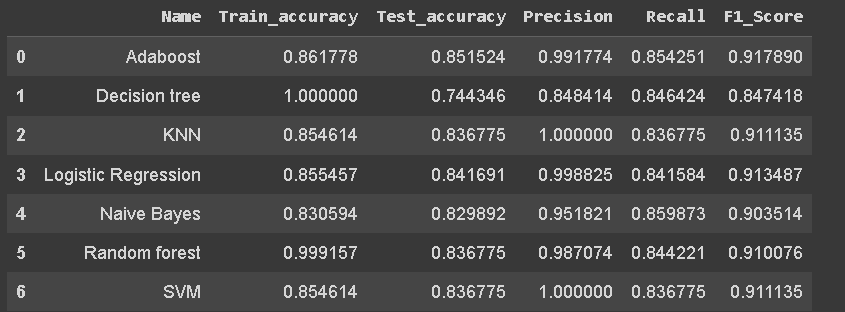 Name Train_accuracy Test_accuracy Precision Recall F1_Score
0 Adaboost 0.861778 0.851524 0.991774 0.854251 0.917890
1 Decision tree 1.000000 0.744346 0.848414 0.846424 0.847418
2 KNN 0.854614 0.836775 1.000000 0.836775 0.911135
3 Logistic Regression 0.855457 0.841691 0.998825 0.841584 0.913487
4 Naive Bayes 0.830594 0.829892 0.951821 0.859873 0.903514
5 Random forest 0.999157 0.836775 0.987074 0.844221 0.910076
6 SVM 0.854614 0.836775 1.000000 0.836775 0.911135